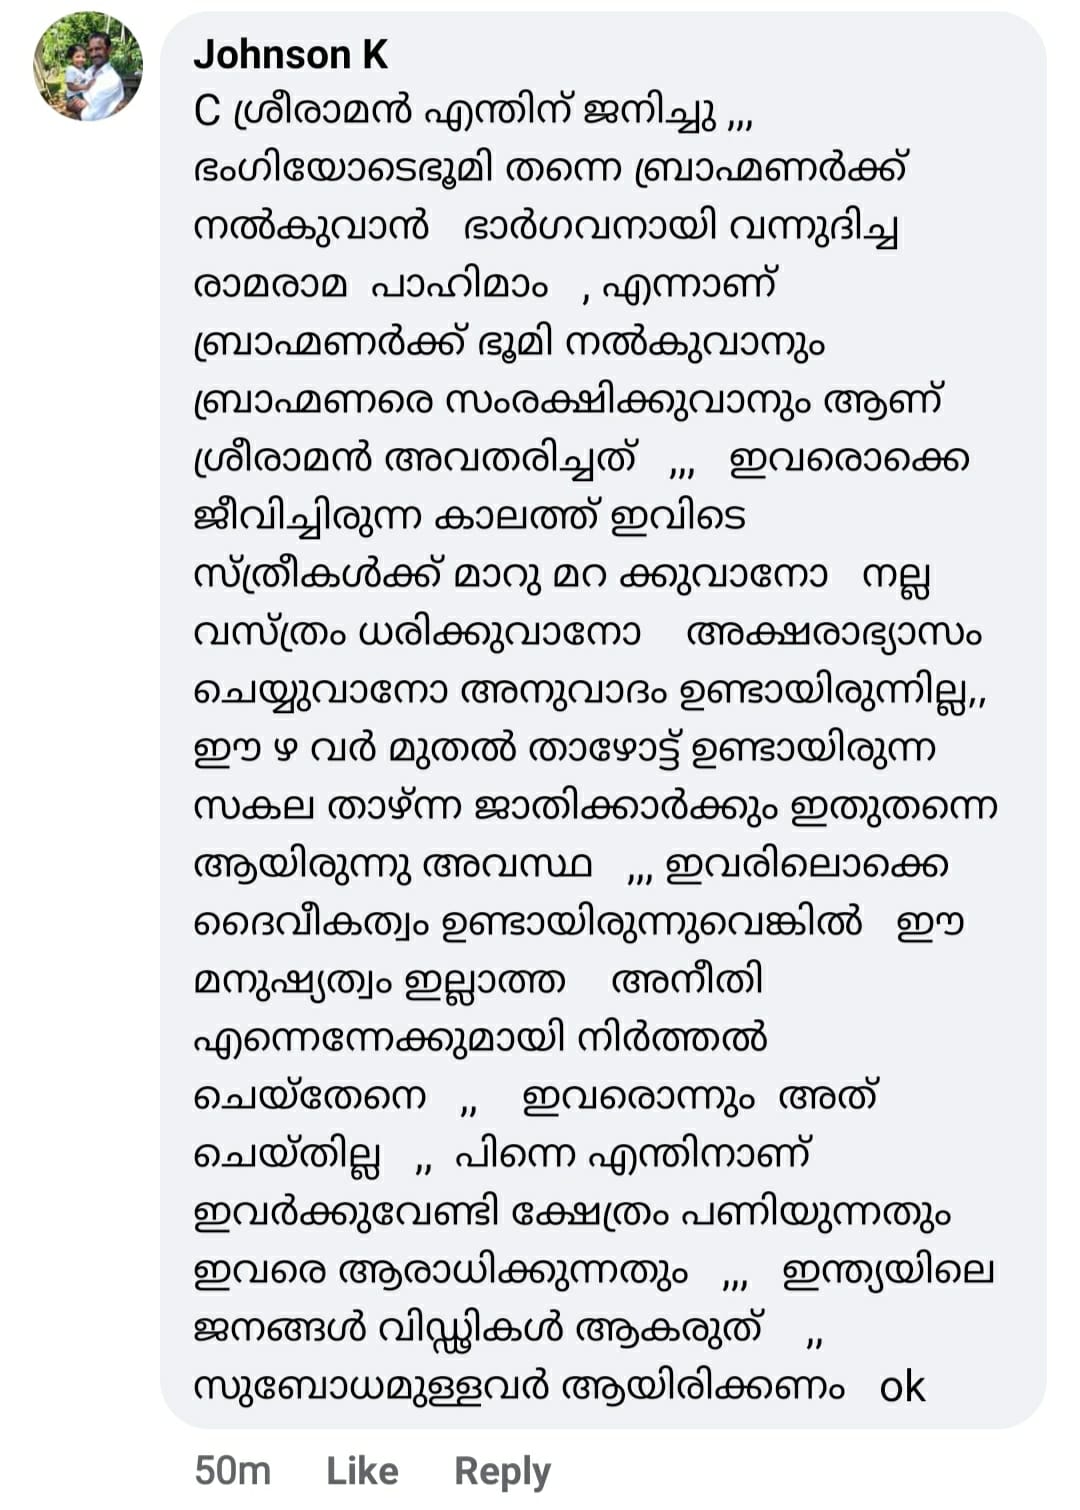 Johnson K
C ശ്രീരാമൻ എന്തിന് ജനിച്ചു ,,,
ഭംഗിയോടെഭൂമി തന്നെ ബ്രാഹ്മണർക്ക്
നൽകുവാൻ ഭാർഗവനായി വന്നുദിച്ച
രാമരാമ പാഹിമാം , എന്നാണ്
ബ്രാഹ്മണർക്ക് ഭൂമി നൽകുവാനും
ബ്രാഹ്മണരെ സംരക്ഷിക്കുവാനും ആണ്
ശ്രീരാമൻ അവതരിച്ചത് ,,, ഇവരൊക്കെ
ജീവിച്ചിരുന്ന കാലത്ത് ഇവിടെ
സ്ത്രീകൾക്ക് മാറു മറ ക്കുവാനോ നല്ല
വസ്ത്രം ധരിക്കുവാനോ അക്ഷരാഭ്യാസം
ചെയ്യുവാനോ അനുവാദം ഉണ്ടായിരുന്നില്ല,,
ഈ ഴ വർ മുതൽ താഴോട്ട് ഉണ്ടായിരുന്ന
സകല താഴ്ന്ന ജാതിക്കാർക്കും ഇതുതന്നെ
ആയിരുന്നു അവസ്ഥ ,,, ഇവരിലൊക്കെ
ദൈവീകത്വം ഉണ്ടായിരുന്നുവെങ്കിൽ ഈ
മനുഷ്യത്വം ഇല്ലാത്ത അനീതി
എന്നെന്നേക്കുമായി നിർത്തൽ
ചെയ്തേനെ ,, ഇവരൊന്നും അത്
ചെയ്തില്ല ,, പിന്നെ എന്തിനാണ്
ഇവർക്കുവേണ്ടി ക്ഷേത്രം പണിയുന്നതും
ഇവരെ ആരാധിക്കുന്നതും ,,, ഇന്ത്യയിലെ
ജനങ്ങൾ വിഡ്ഢികൾ ആകരുത് ,,
സുബോധമുള്ളവർ ആയിരിക്കണം ok
50m Like Reply